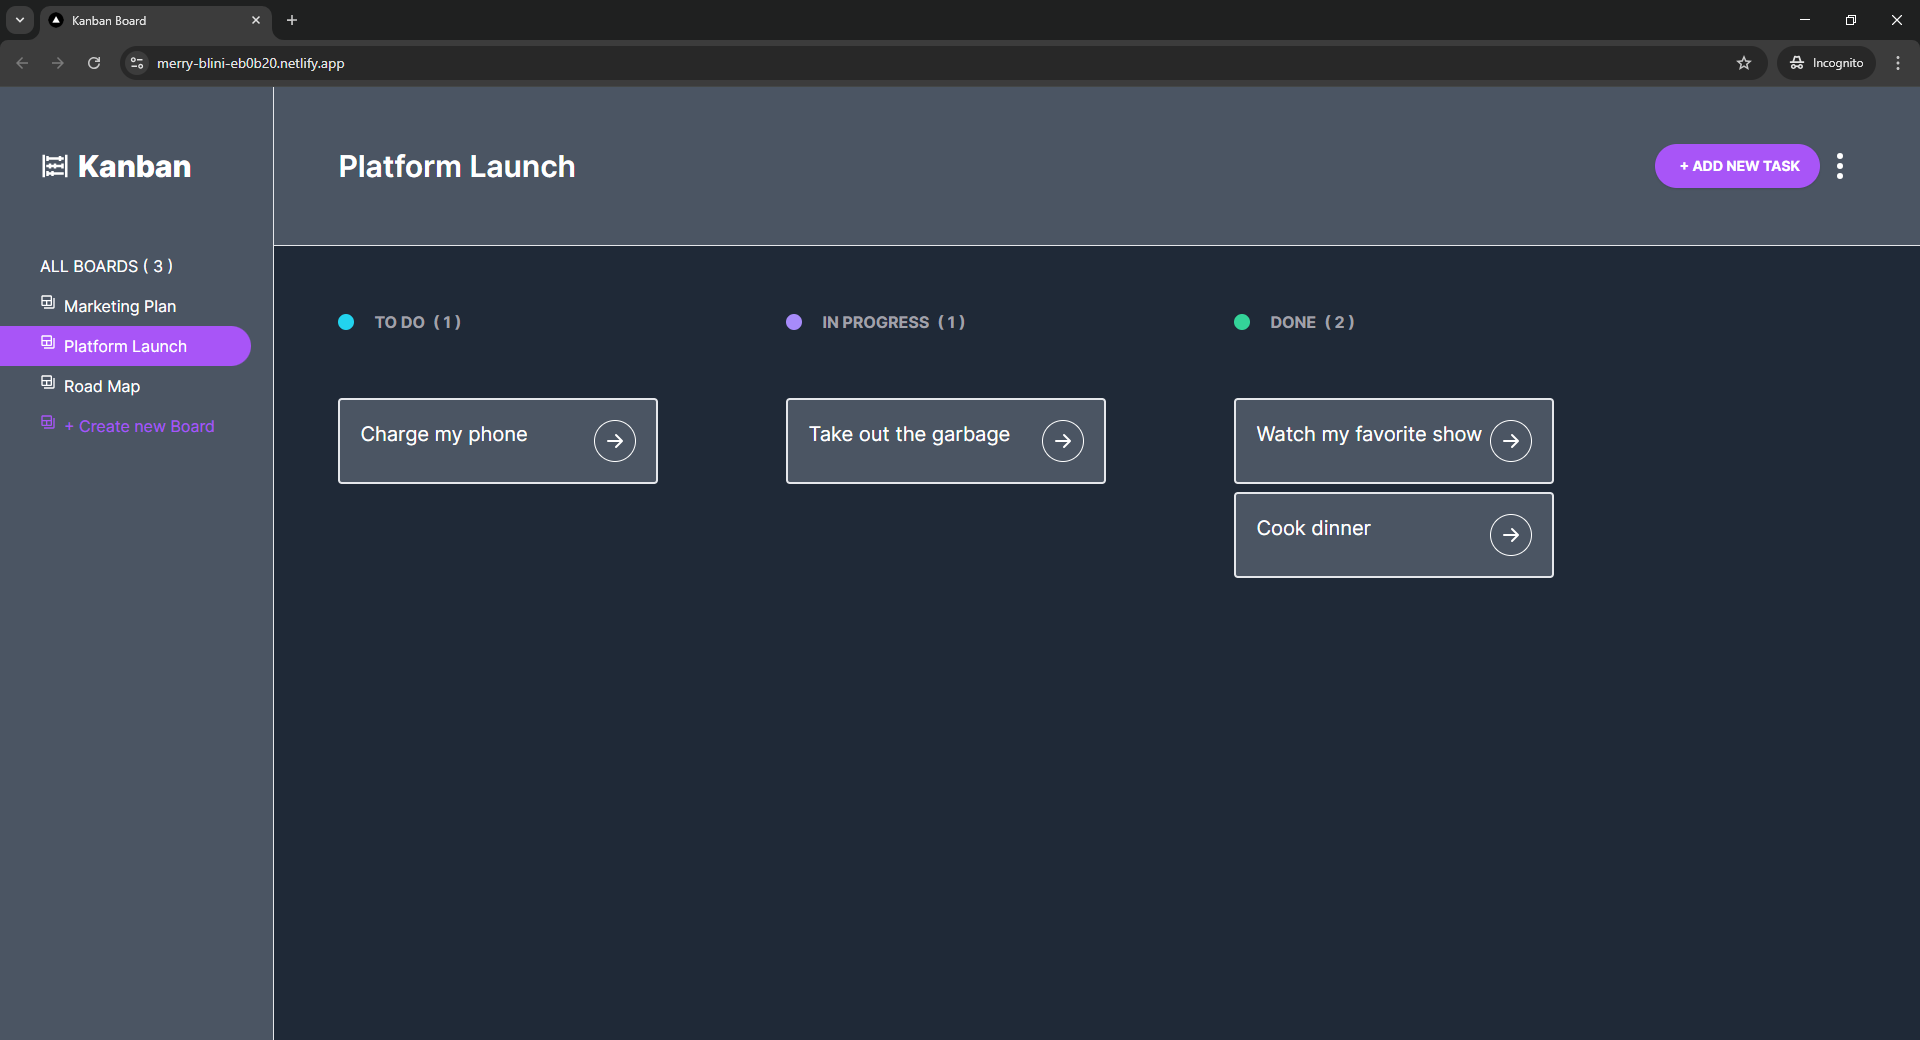 Kanban Board
merry-blini-eb0b20.netlify.app
Incognito
Kanban
Platform Launch
+ ADD NEW TASK
ALL BOARDS ( 3 )
Marketing Plan
Platform Launch
Road Map
+ Create new Board
TO DO ( 1 )
Charge my phone
IN PROGRESS ( 1 )
Take out the garbage
DONE ( 2 )
Watch my favorite show
Cook dinner